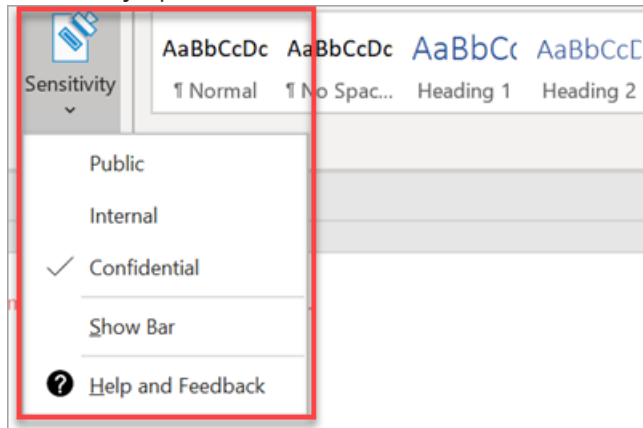 AaBbCcDc AaBbCcDc AaBbCc AaBbCcD
Sensitivity
¶ Normal ¶ No Spac... Heading 1 Heading 2
Public
Internal
Confidential
Show Bar
? Help and Feedback